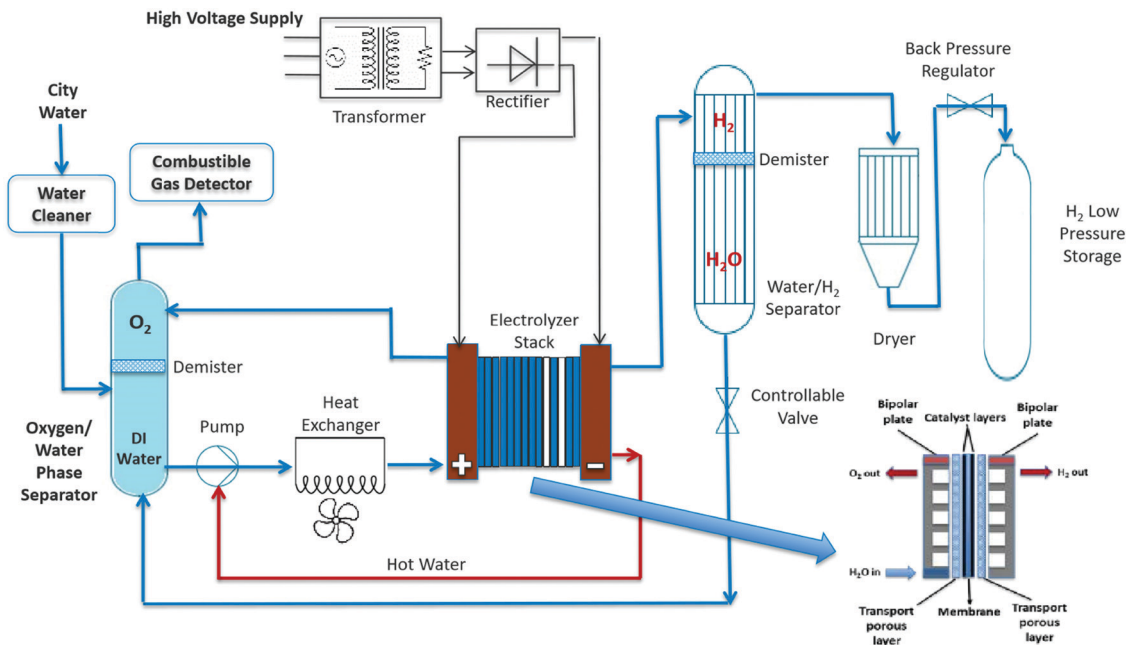 High Voltage Supply
Transformer
Rectifier
Back Pressure
Regulator
City
Water
Water
Cleaner
Combustible
Gas Detector
H₂
Demister
H₂O
Water/H₂
Separator
Dryer
H₂ Low
Pressure
Storage
O₂
Demister
DI
Water
Oxygen/
Water
Phase
Separator
Pump
Heat
Exchanger
Electrolyzer
Stack
+
−
Hot Water
Controllable
Valve
Bipolar
plate
Catalyst layers
Bipolar
plate
O₂ out
H₂ out
H₂O in
Transport
porous
layer
Membrane
Transport
porous
layer